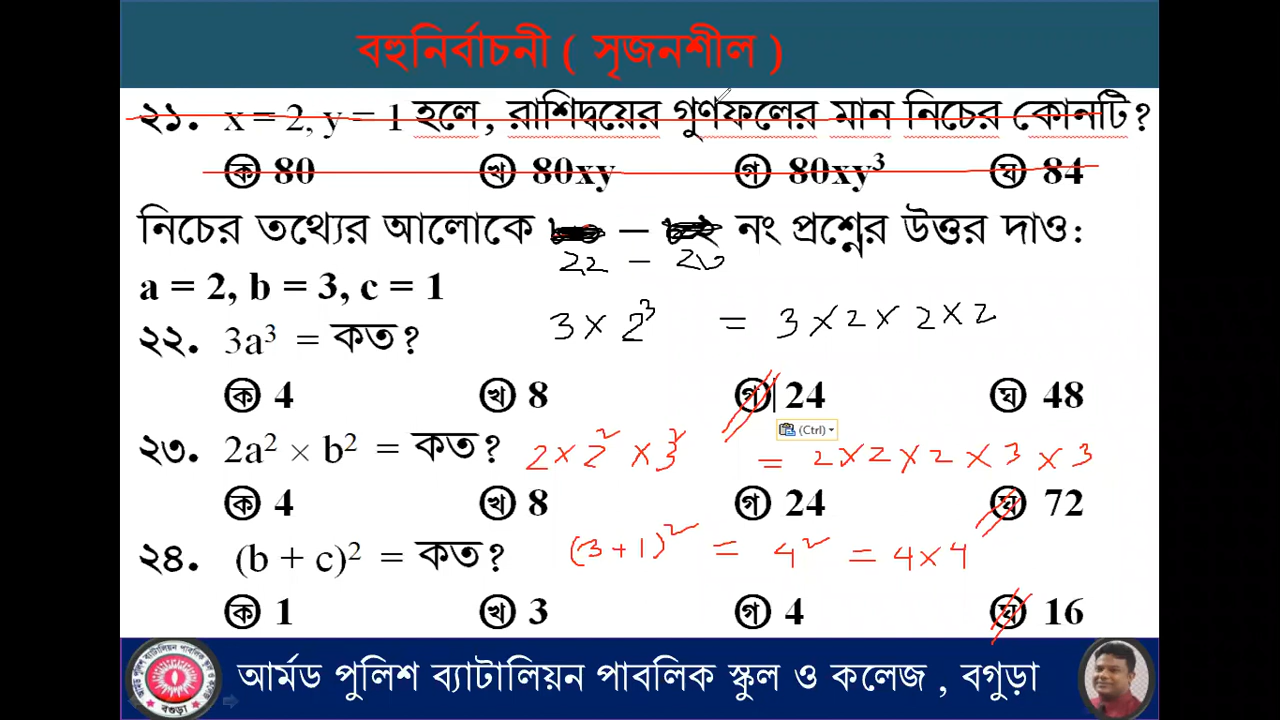 বহুনির্বাচনী ( সৃজনশীল )
২১. x = 2, y = 1 হলে, রাশিদ্বয়ের গুণফলের মান নিচের কোনটি?
ক 80 খ 80xy গ 80xy³ ঘ 84
নিচের তথ্যের আলোকে – নং প্রশ্নের উত্তর দাও:
২২ – ২৩
a = 2, b = 3, c = 1
3 × 2³ = 3 × 2 × 2 × 2
২২. 3a³ = কত?
ক 4 খ 8 গ 24 ঘ 48
(Ctrl)
২৩. 2a² × b² = কত? 2 × 2² × 3² = 2 × 2 × 2 × 3 × 3
ক 4 খ 8 গ 24 ঘ 72
২৪. (b + c)² = কত? (3 + 1)² = 4² = 4 × 4
ক 1 খ 3 গ 4 ঘ 16
আর্মড পুলিশ ব্যাটালিয়ন পাবলিক স্কুল ও কলেজ , বগুড়া